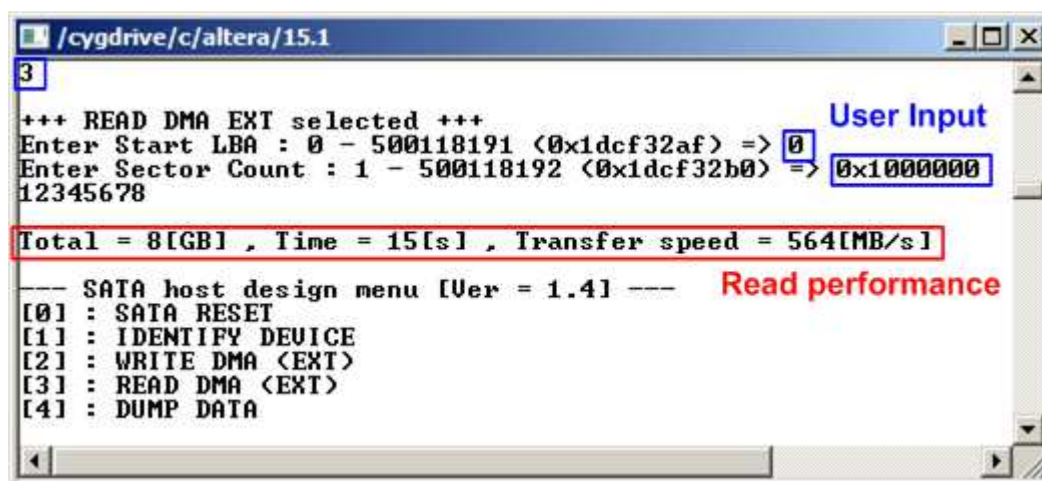 /cygdrive/c/altera/15.1
3
+++ READ DMA EXT selected +++
User Input
Enter Start LBA : 0 - 500118191 (0x1dcf32af) => 0
Enter Sector Count : 1 - 500118192 (0x1dcf32b0) => 0x1000000
12345678
Total = 8[GB] , Time = 15[s] , Transfer speed = 564[MB/s]
Read performance
--- SATA host design menu [Ver = 1.4] ---
[0] : SATA RESET
[1] : IDENTIFY DEVICE
[2] : WRITE DMA (EXT)
[3] : READ DMA (EXT)
[4] : DUMP DATA